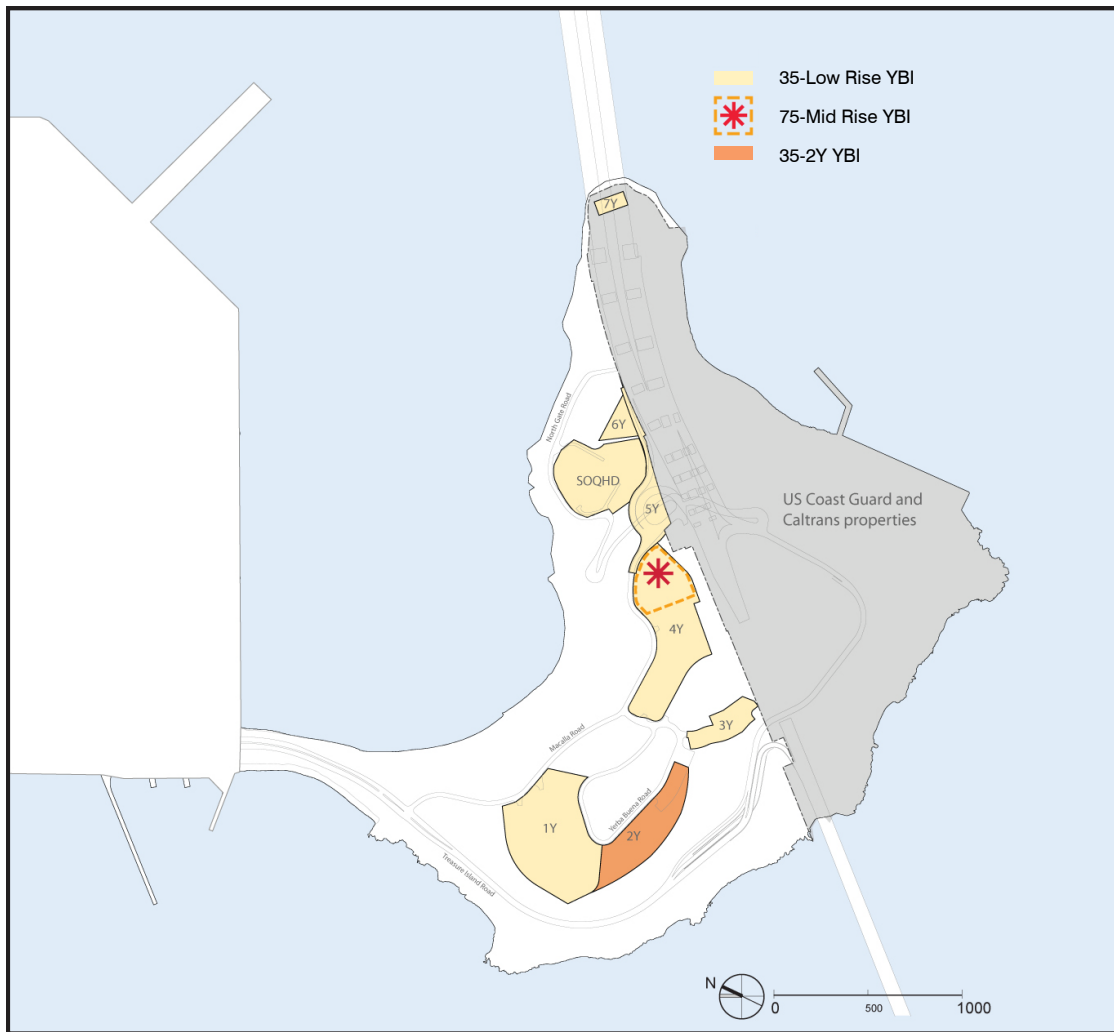 35-Low Rise YBI
75-Mid Rise YBI
35-2Y YBI
7Y
North Gate Road
6Y
SOQHD
5Y
US Coast Guard and
Caltrans properties
4Y
3Y
Macalla Road
Yerba Buena Road
1Y
2Y
Treasure Island Road
N
0
500
1000